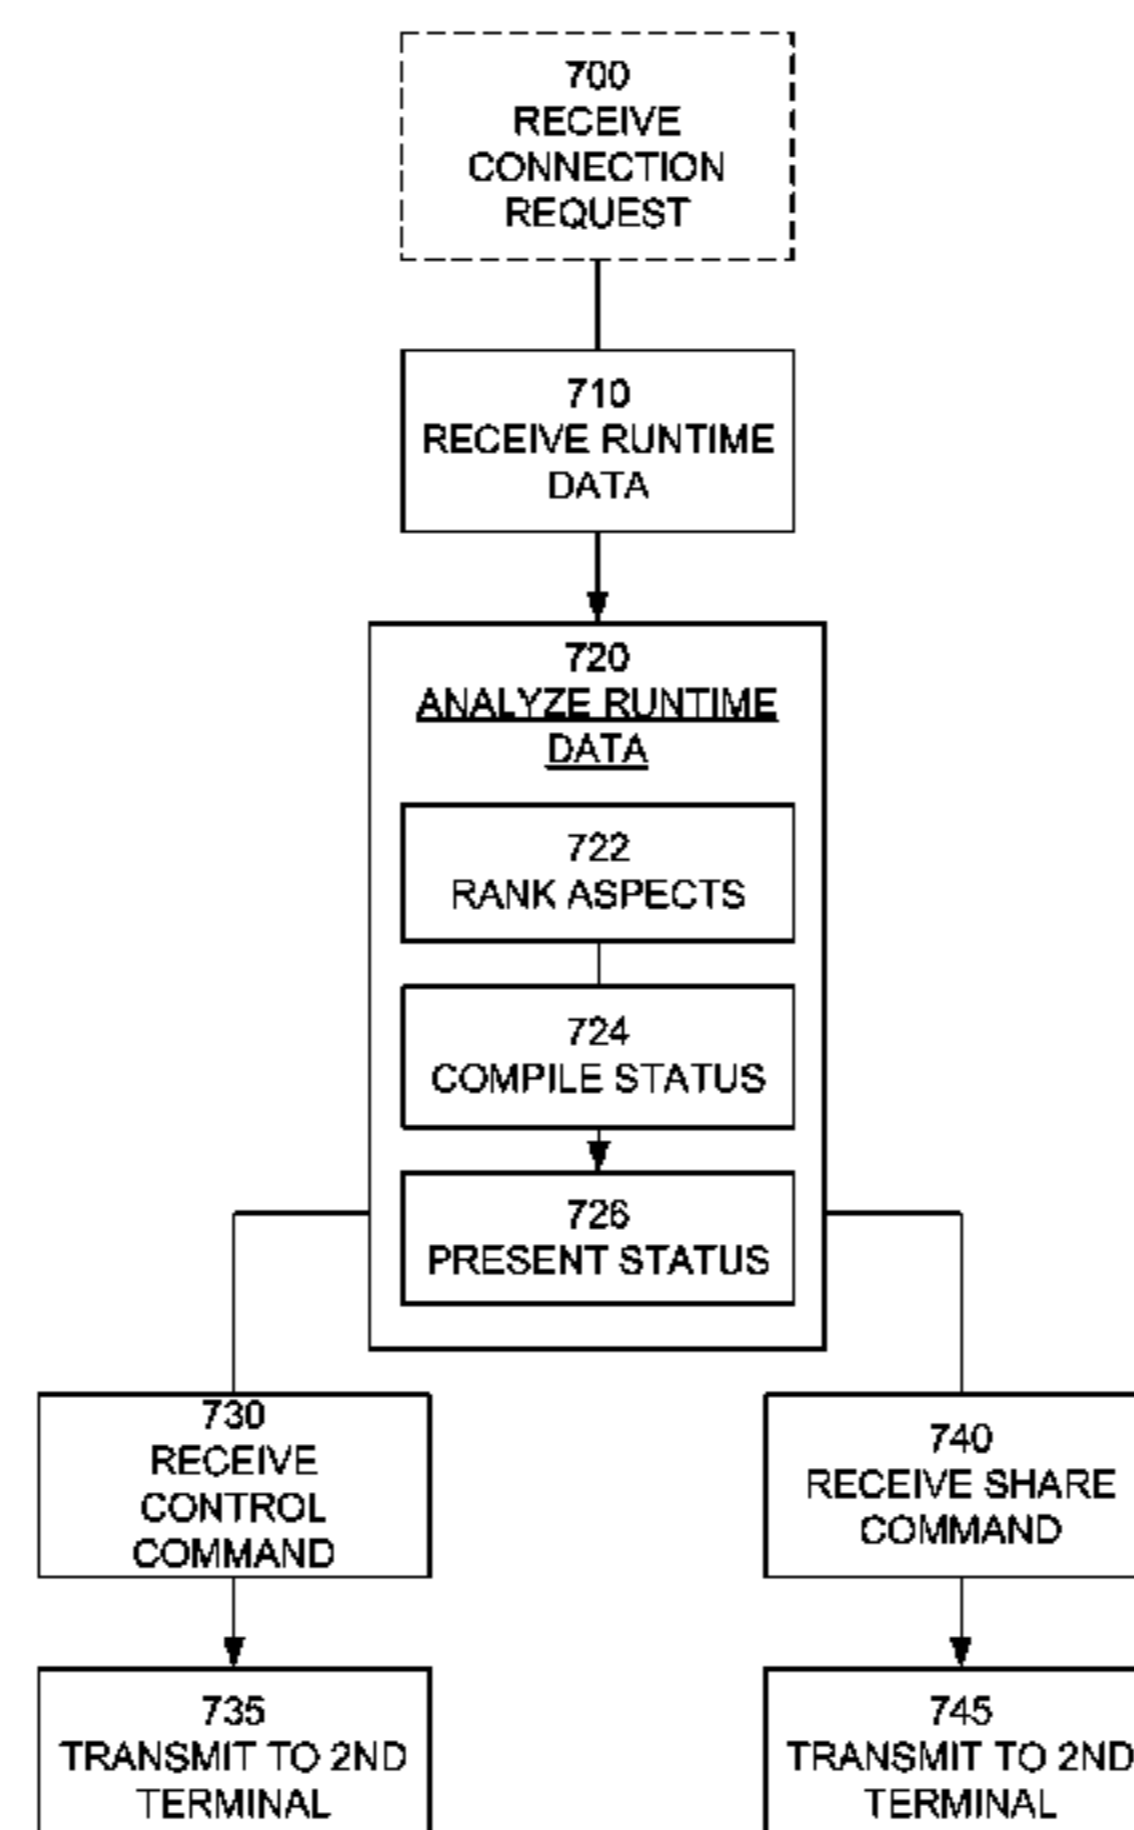 700
RECEIVE
CONNECTION
REQUEST
710
RECEIVE RUNTIME
DATA
720
ANALYZE RUNTIME
DATA
722
RANK ASPECTS
724
COMPILE STATUS
726
PRESENT STATUS
730
RECEIVE
CONTROL
COMMAND
740
RECEIVE SHARE
COMMAND
735
TRANSMIT TO 2ND
TERMINAL
745
TRANSMIT TO 2ND
TERMINAL